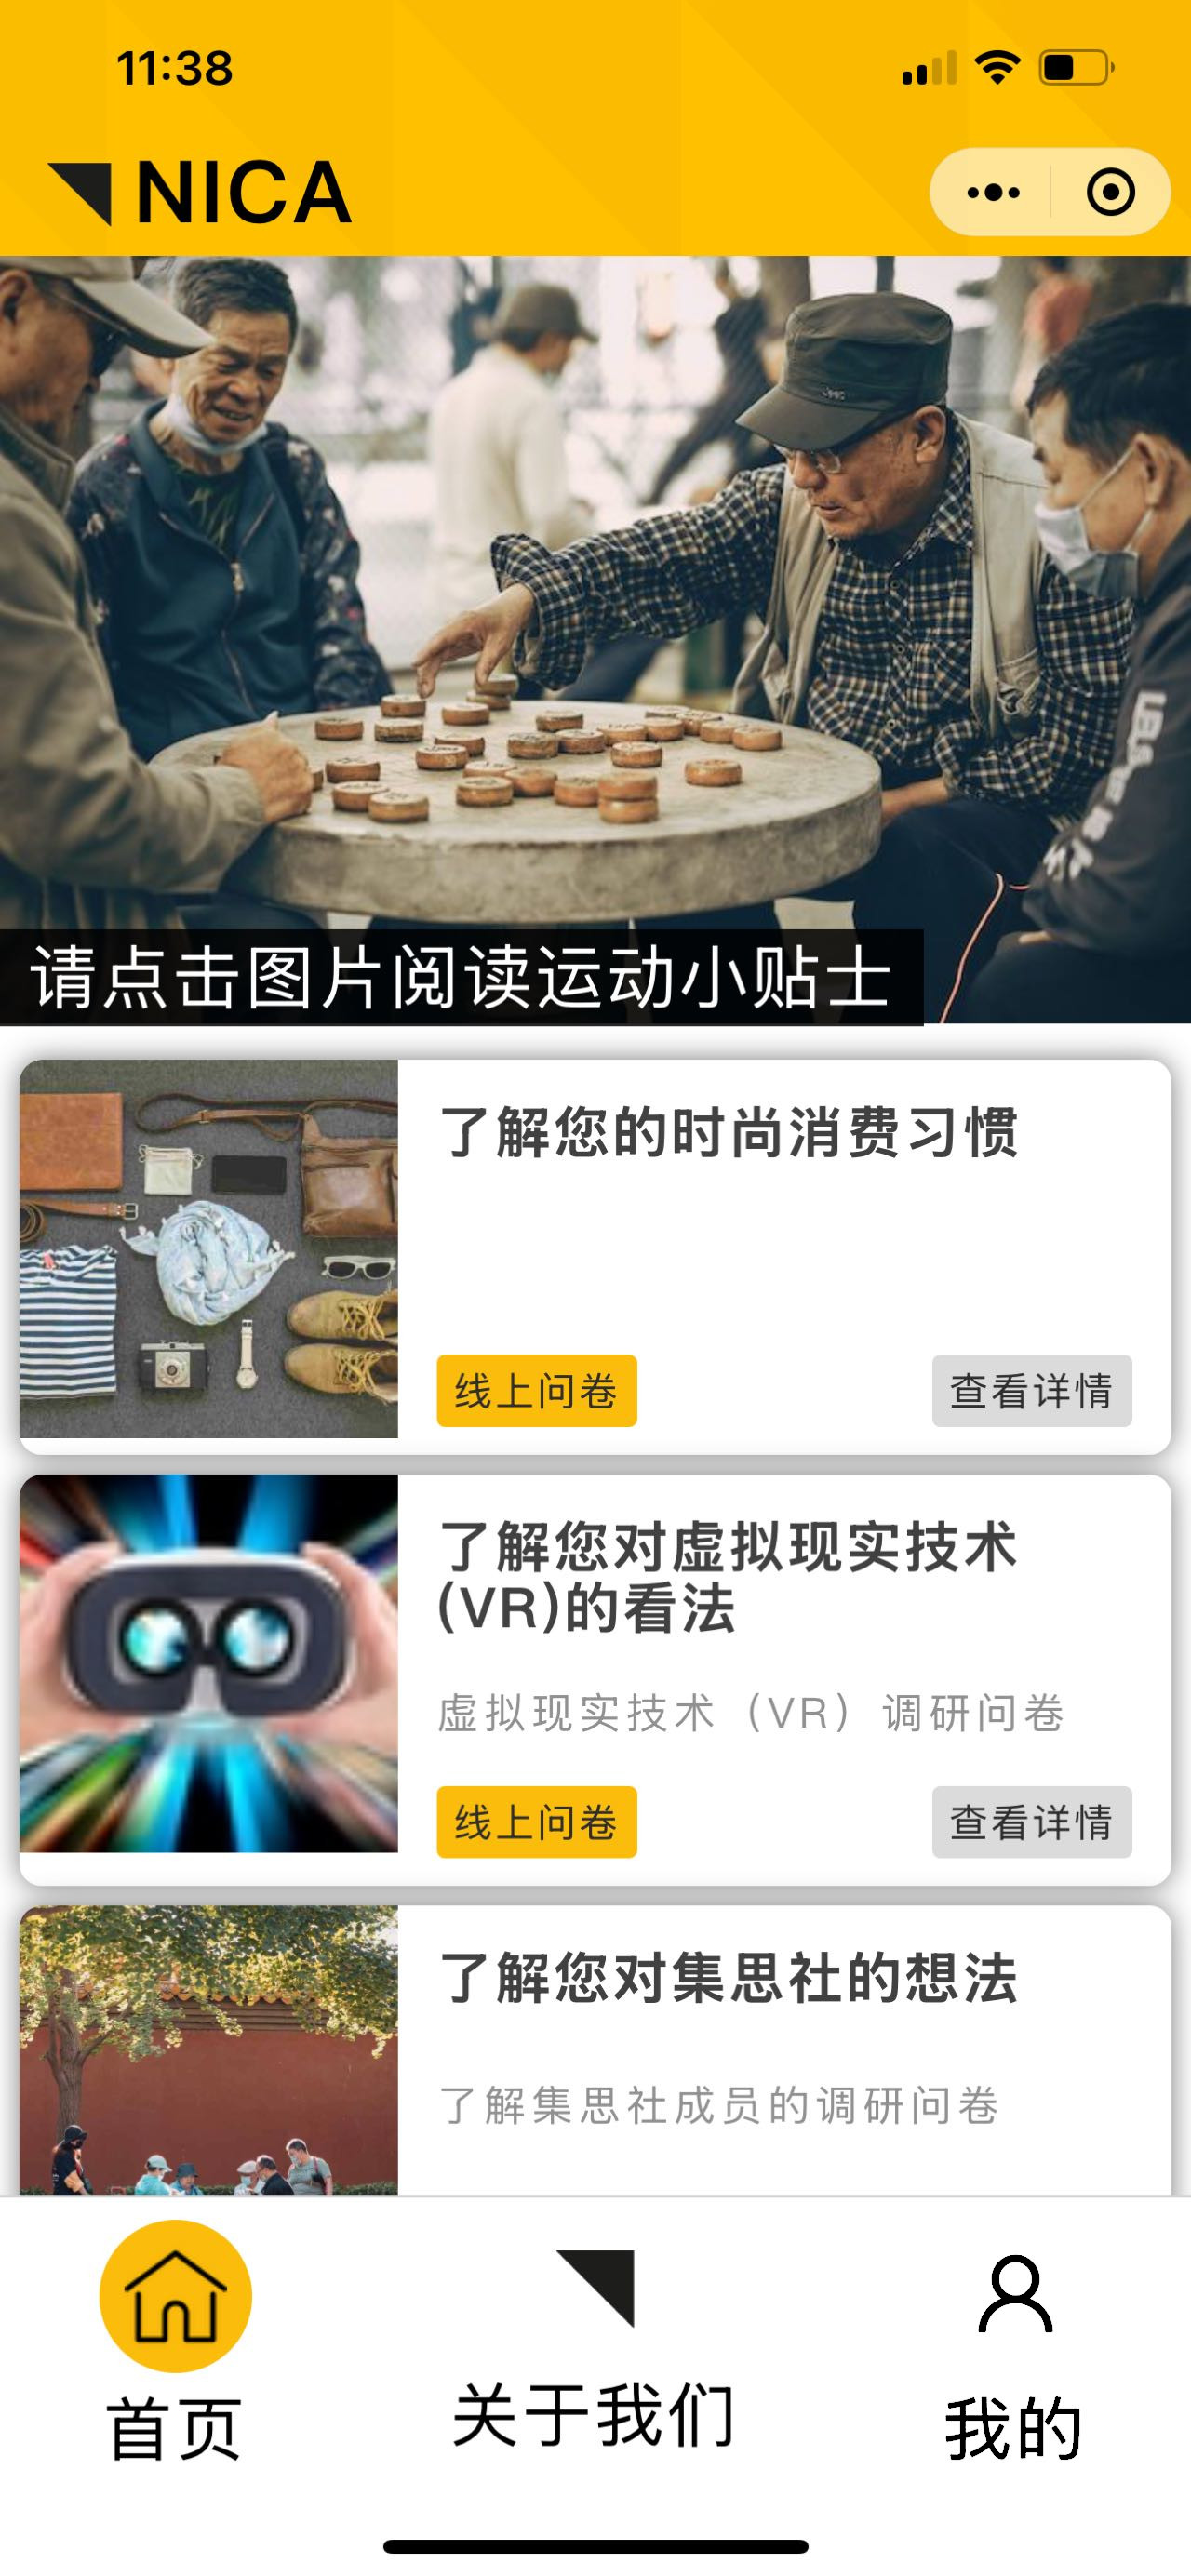 11:38
NICA
请点击图片阅读运动小贴士
了解您的时尚消费习惯
线上问卷
查看详情
了解您对虚拟现实技术
(VR)的看法
虚拟现实技术（VR）调研问卷
线上问卷
查看详情
了解您对集思社的想法
了解集思社成员的调研问卷
首页
关于我们
我的